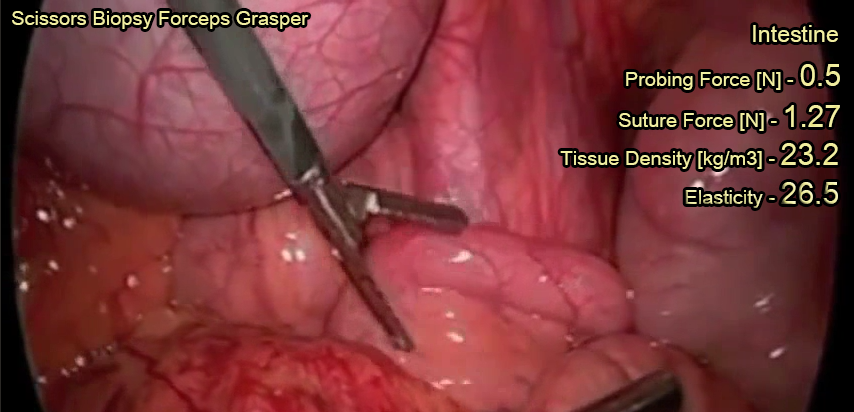 Scissors Biopsy Forceps Grasper
Intestine
Probing Force [N] - 0.5
Suture Force [N] - 1.27
Tissue Density [kg/m3] - 23.2
Elasticity - 26.5